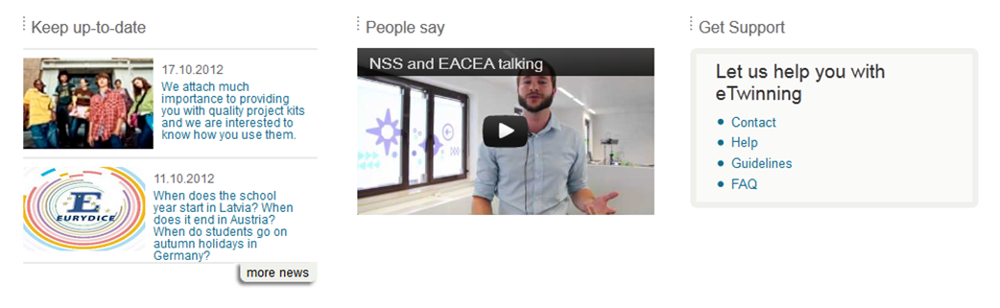 Keep up-to-date
17.10.2012
We attach much
importance to providing
you with quality project kits
and we are interested to
know how you use them.
11.10.2012
When does the school
year start in Latvia? When
does it end in Austria?
When do students go on
autumn holidays in
Germany?
E
EURYDICE
more news
People say
NSS and EACEA talking
Get Support
Let us help you with
eTwinning
Contact
Help
Guidelines
FAQ